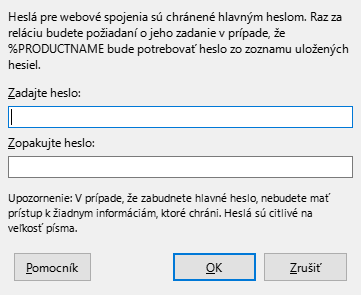 Heslá pre webové spojenia sú chránené hlavným heslom. Raz za
reláciu budete požiadaní o jeho zadanie v prípade, že
%PRODUCTNAME bude potrebovať heslo zo zoznamu uložených
hesiel.
Zadajte heslo:
Zopakujte heslo:
Upozornenie: V prípade, že zabudnete hlavné heslo, nebudete mať
prístup k žiadnym informáciám, ktoré chráni. Heslá sú citlivé na
veľkosť písma.
Pomocník OK Zrušiť